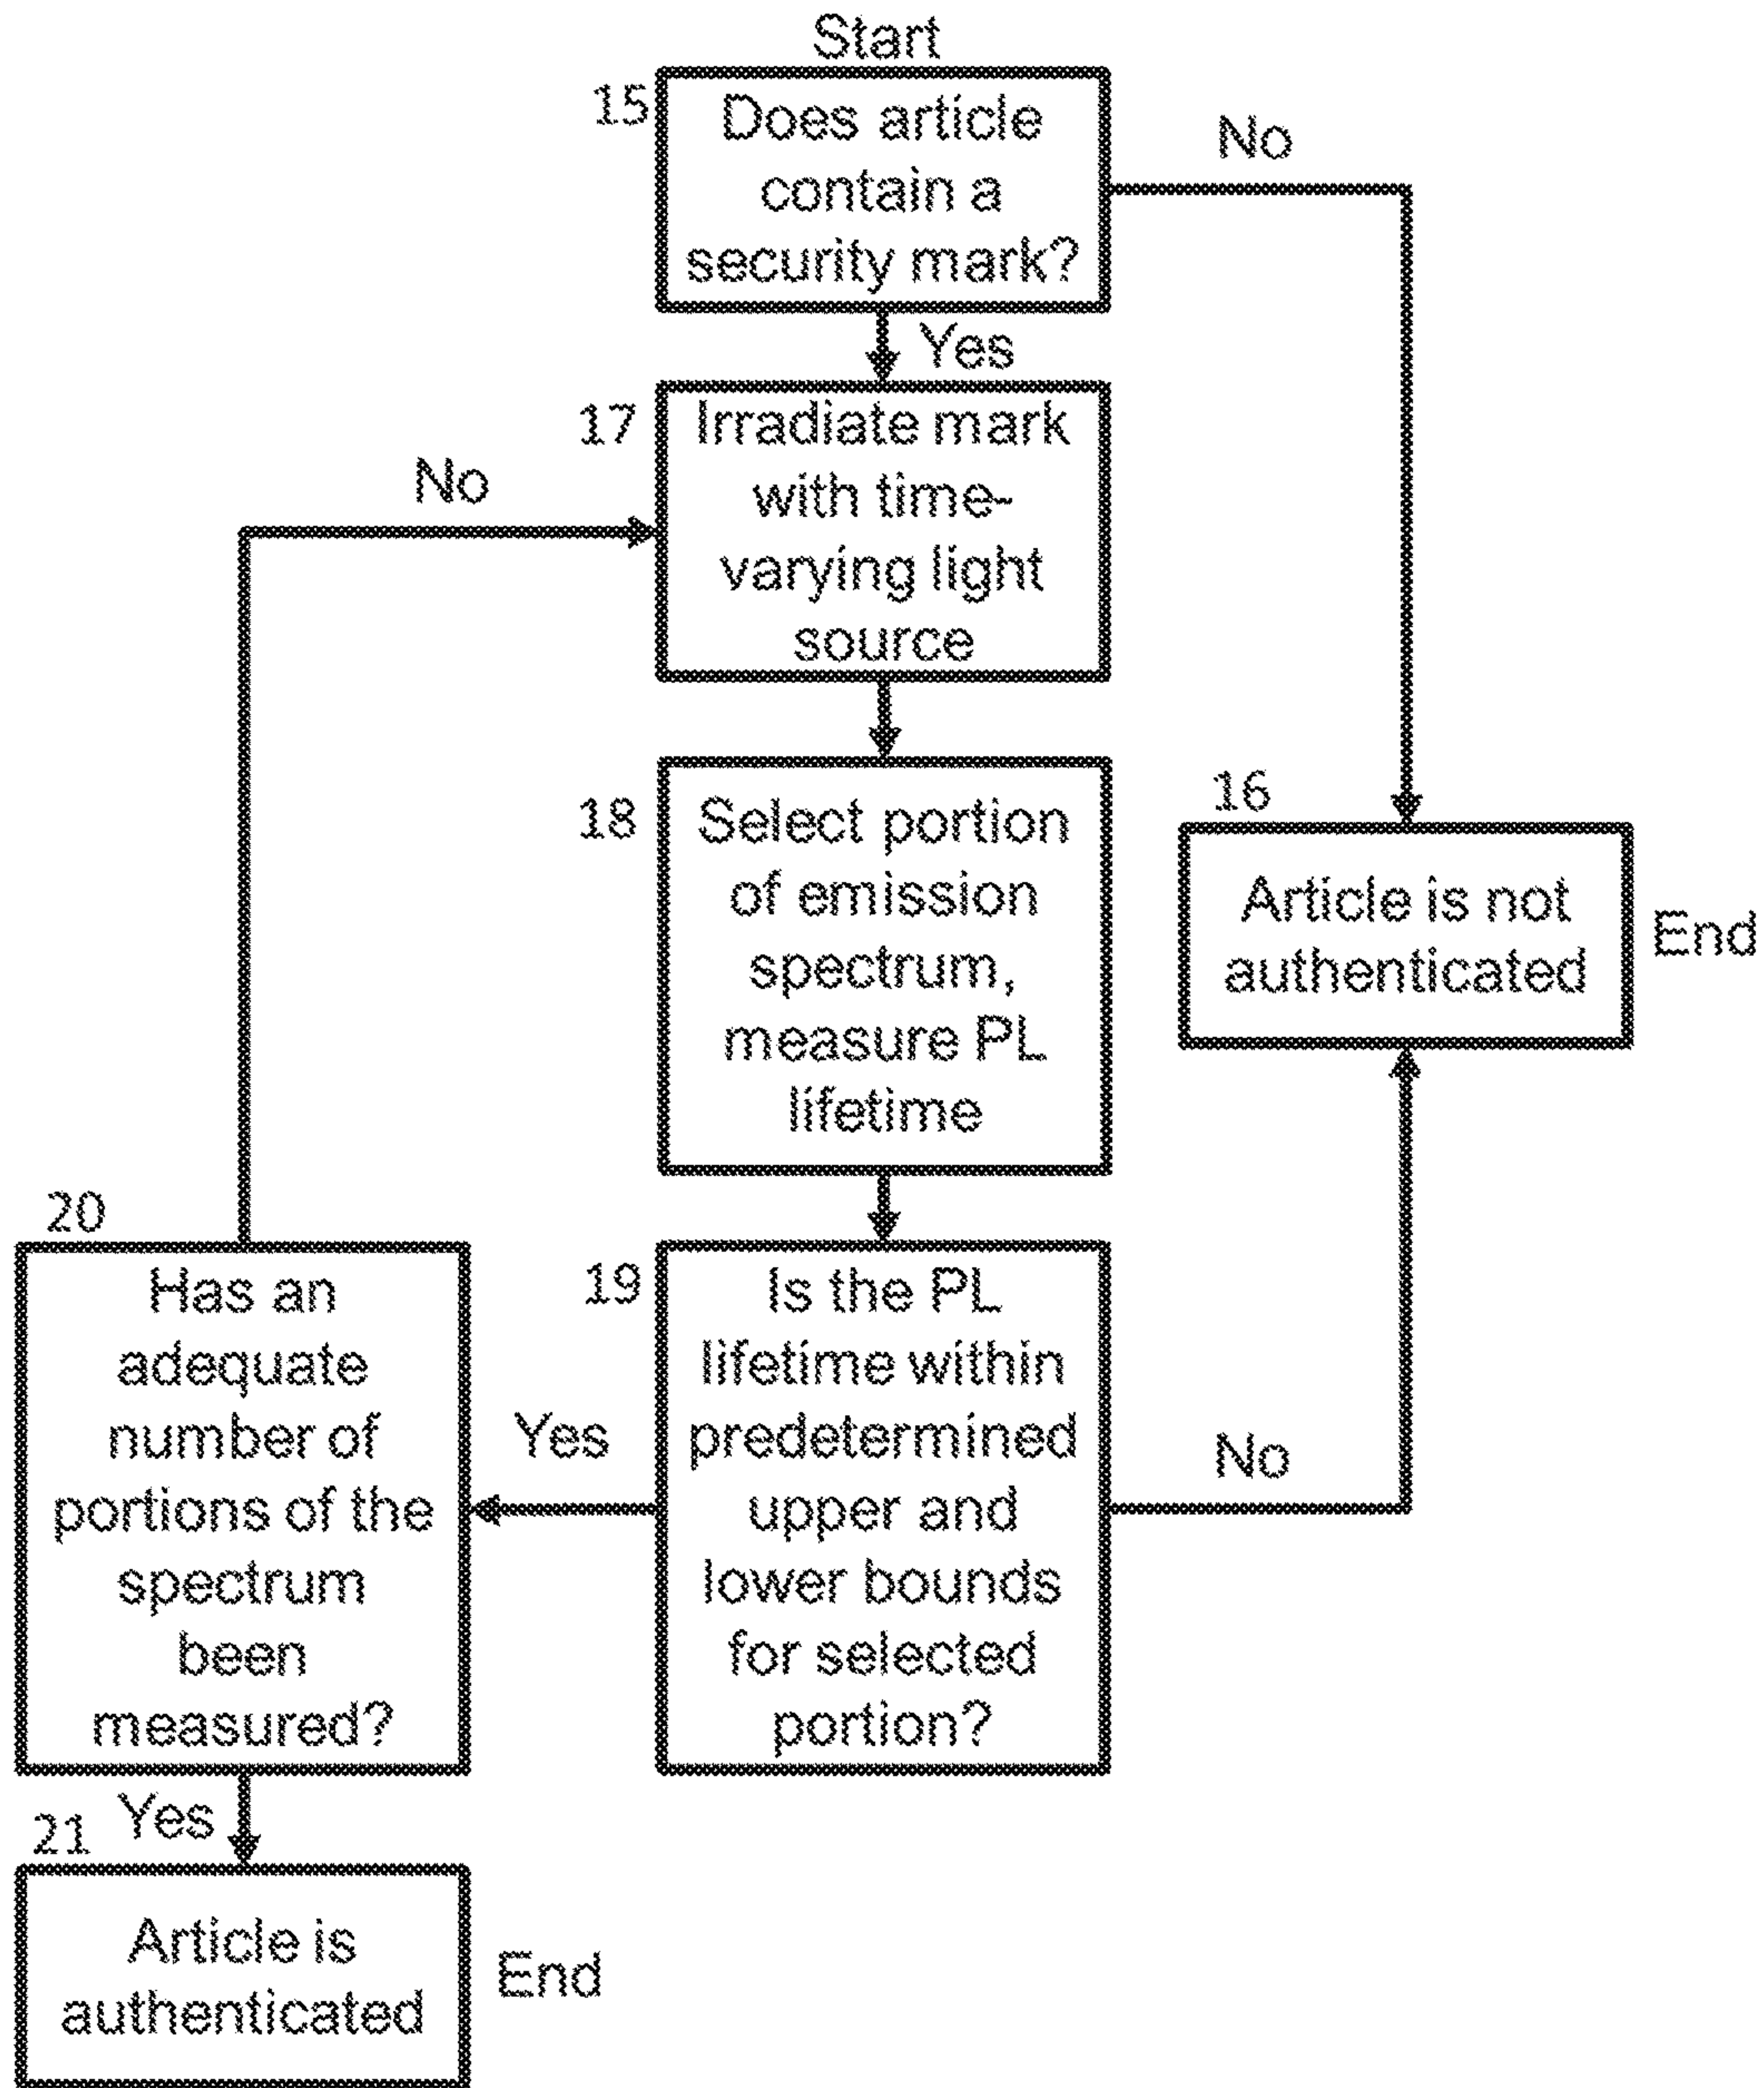 Start
15
Does article
contain a
security mark?
No
Yes
17
Irradiate mark
with time-
varying light
source
No
18
Select portion
of emission
spectrum,
measure PL
lifetime
16
Article is not
authenticated
End
20
Has an
adequate
number of
portions of the
spectrum
been
measured?
19
Is the PL
lifetime within
predetermined
upper and
lower bounds
for selected
portion?
Yes
No
Yes
21
Article is
authenticated
End